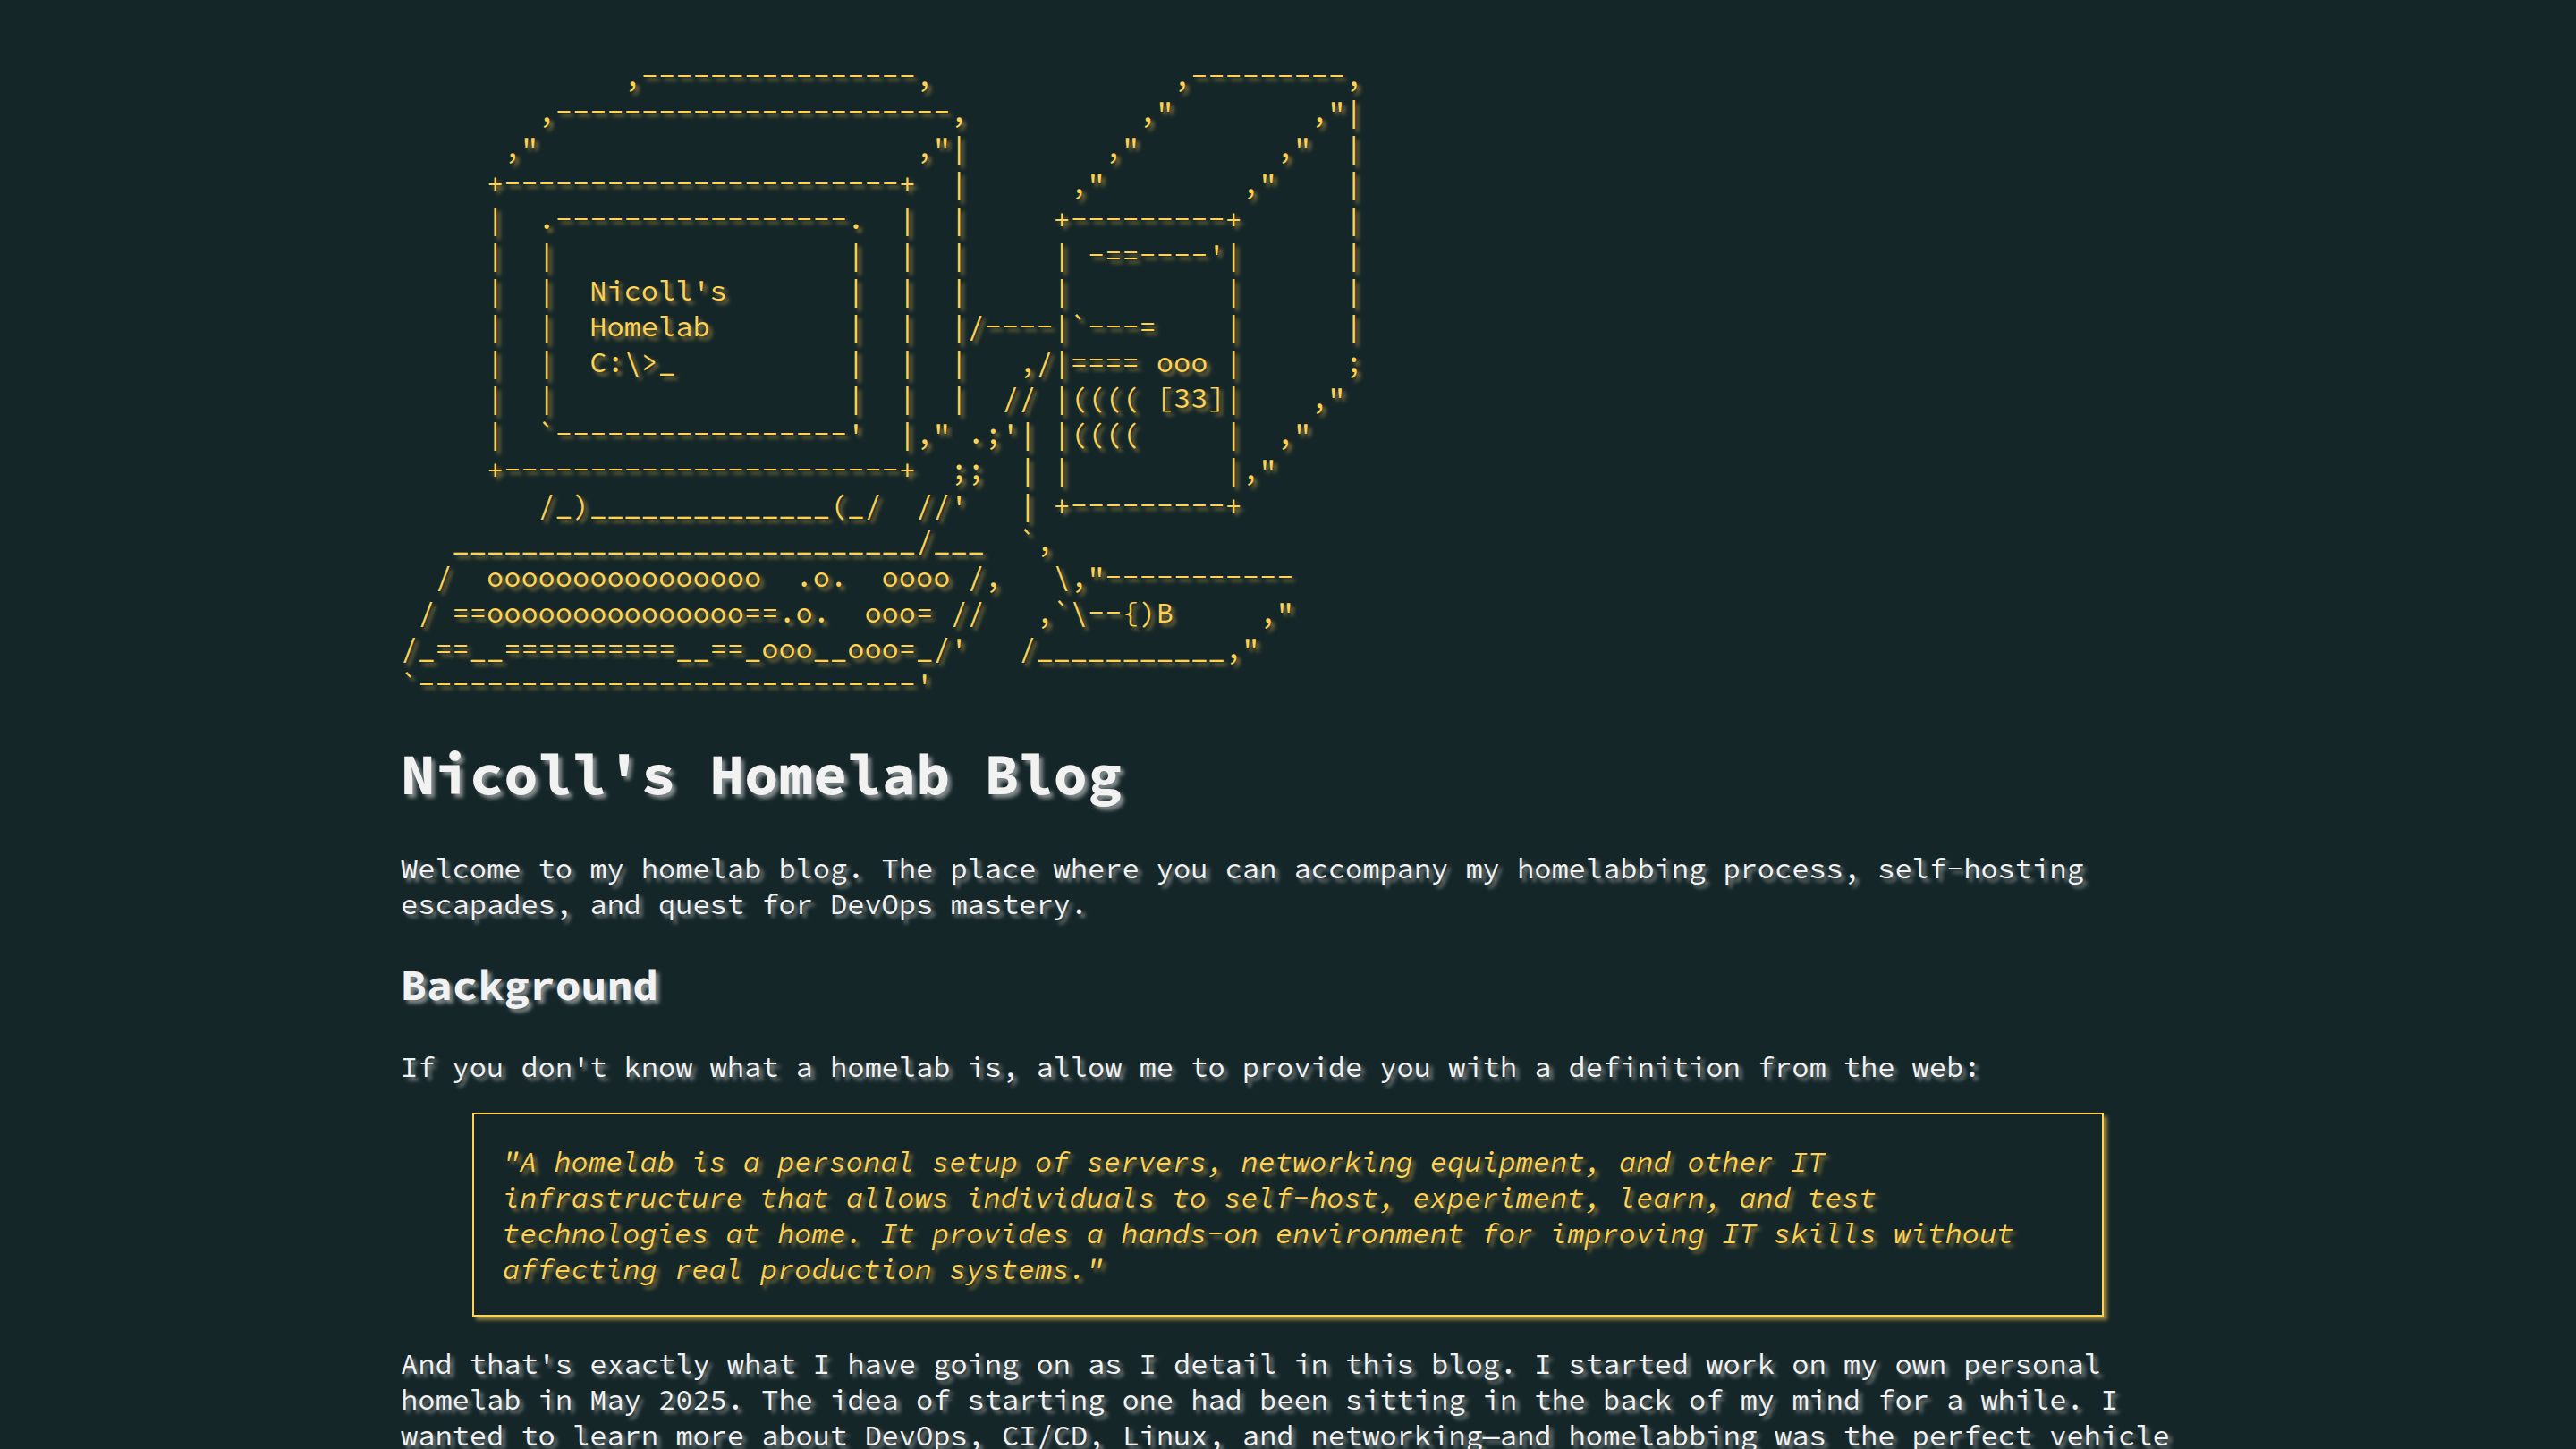 Nicoll's
Homelab
C:\>_
==== ooo
(((( [33]
((((
Nicoll's Homelab Blog
Welcome to my homelab blog. The place where you can accompany my homelabbing process, self-hosting
escapades, and quest for DevOps mastery.
Background
If you don't know what a homelab is, allow me to provide you with a definition from the web:
"A homelab is a personal setup of servers, networking equipment, and other IT
infrastructure that allows individuals to self-host, experiment, learn, and test
technologies at home. It provides a hands-on environment for improving IT skills without
affecting real production systems."
And that's exactly what I have going on as I detail in this blog. I started work on my own personal
homelab in May 2025. The idea of starting one had been sitting in the back of my mind for a while. I
wanted to learn more about DevOps, CI/CD, Linux, and networking—and homelabbing was the perfect vehicle